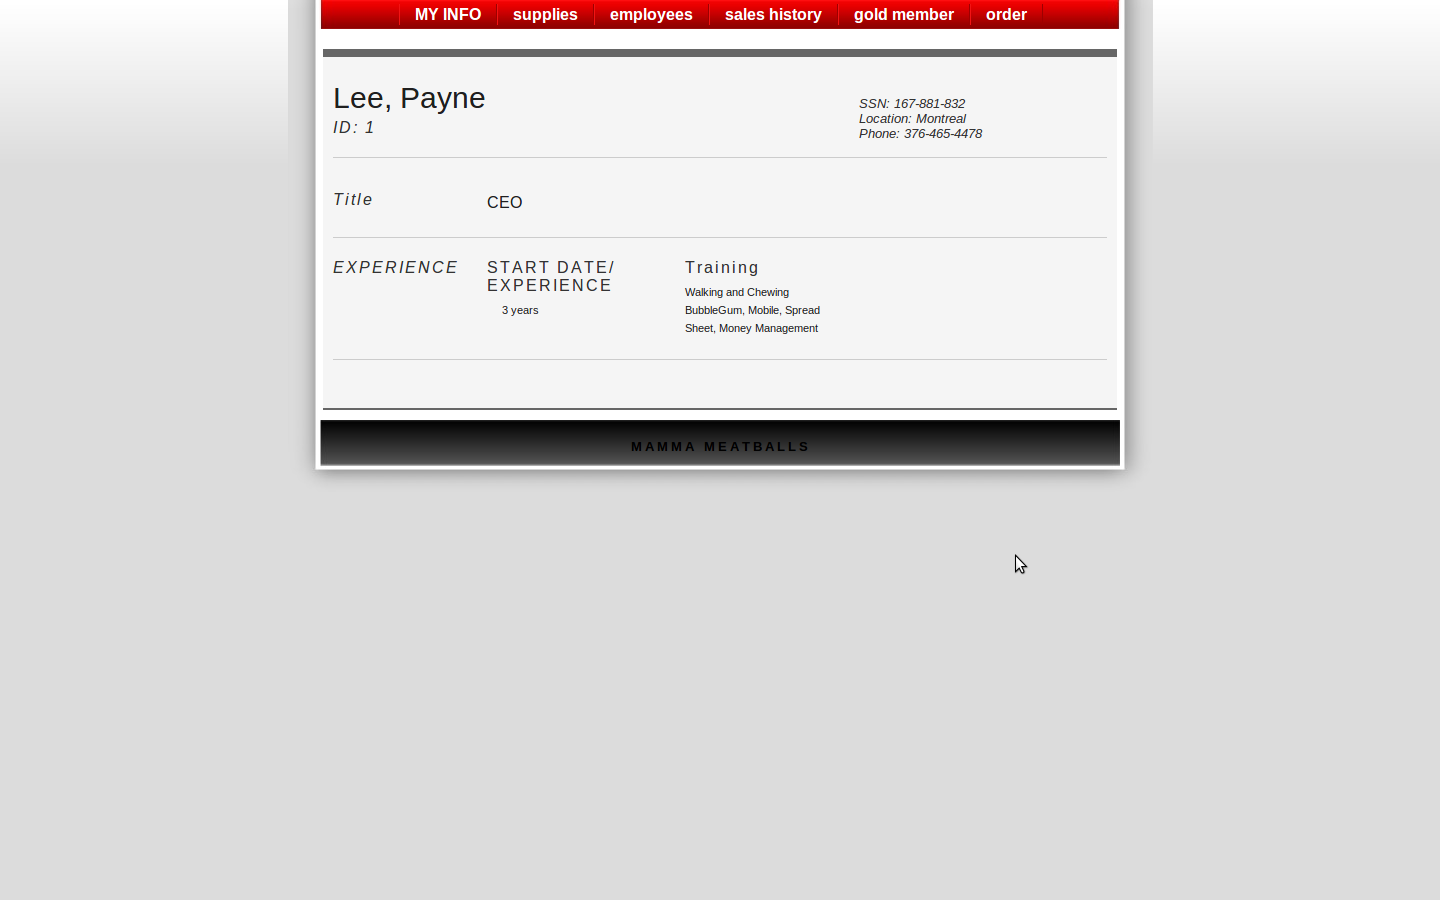 MY INFO supplies employees sales history gold member order
Lee, Payne
ID: 1
SSN: 167-881-832
Location: Montreal
Phone: 376-465-4478
Title
CEO
EXPERIENCE
START DATE/
EXPERIENCE
3 years
Training
Walking and Chewing
BubbleGum, Mobile, Spread
Sheet, Money Management
MAMMA MEATBALLS